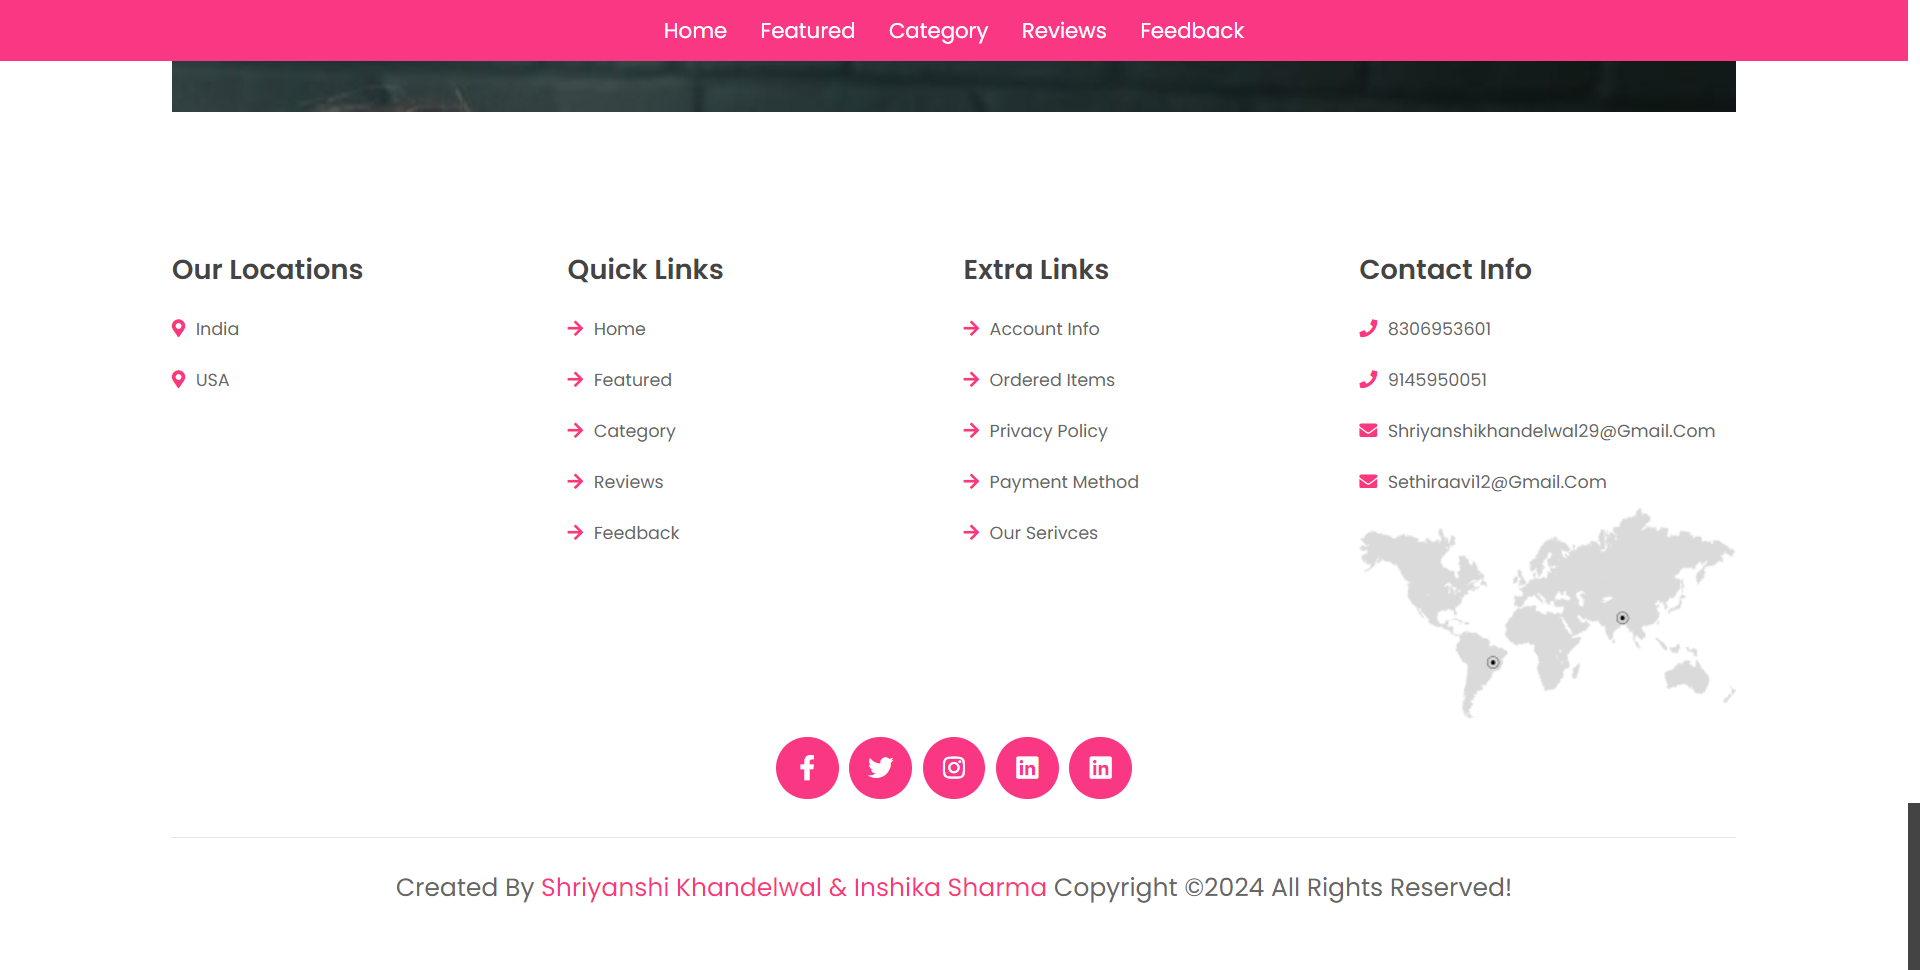 Home Featured Category Reviews Feedback
Our Locations
India
USA
Quick Links
Home
Featured
Category
Reviews
Feedback
Extra Links
Account Info
Ordered Items
Privacy Policy
Payment Method
Our Serivces
Contact Info
8306953601
9145950051
Shriyanshikhandelwal29@Gmail.Com
Sethiraavi12@Gmail.Com
Created By Shriyanshi Khandelwal & Inshika Sharma Copyright ©2024 All Rights Reserved!